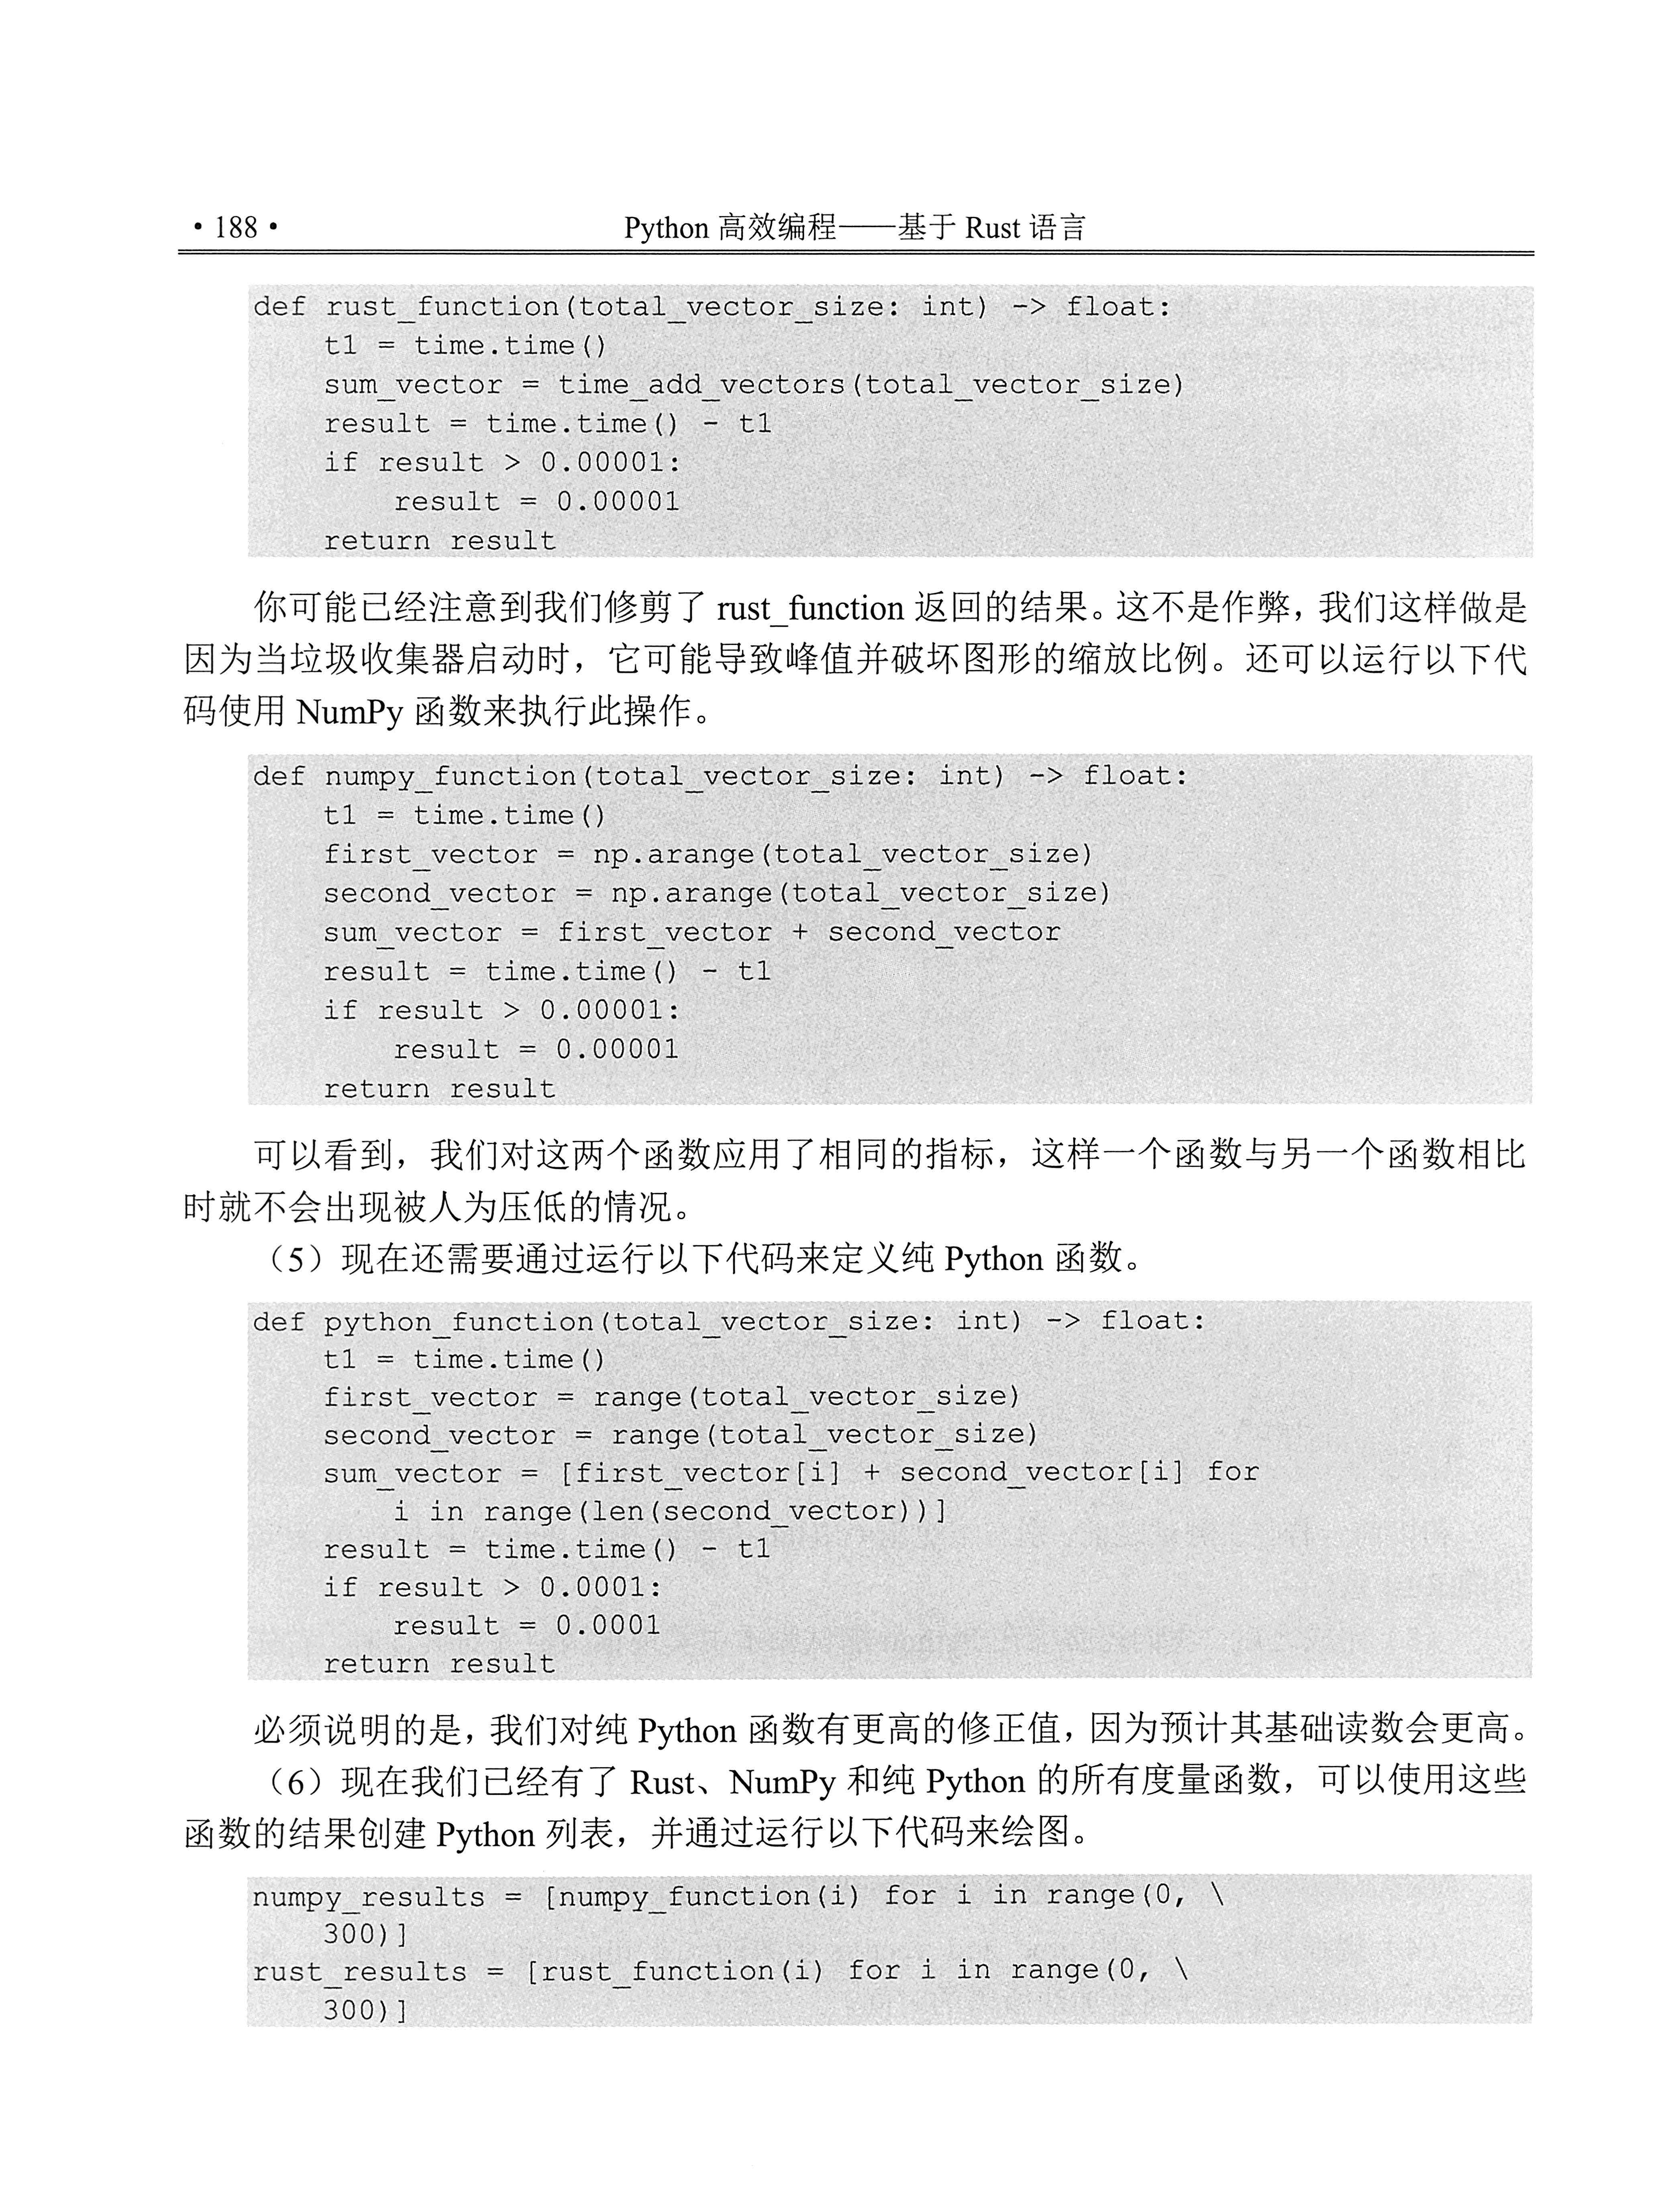 • 188 •
Python 高效编程——基于 Rust 语言
def rust_function(total_vector_size: int) -> float:
    t1 = time.time()
    sum_vector = time_add_vectors(total_vector_size)
    result = time.time() - t1
    if result > 0.00001:
        result = 0.00001
    return result
你可能已经注意到我们修剪了 rust_function 返回的结果。这不是作弊，我们这样做是
因为当垃圾收集器启动时，它可能导致峰值并破坏图形的缩放比例。还可以运行以下代
码使用 NumPy 函数来执行此操作。
def numpy_function(total_vector_size: int) -> float:
    t1 = time.time()
    first_vector = np.arange(total_vector_size)
    second_vector = np.arange(total_vector_size)
    sum_vector = first_vector + second_vector
    result = time.time() - t1
    if result > 0.00001:
        result = 0.00001
    return result
可以看到，我们对这两个函数应用了相同的指标，这样一个函数与另一个函数相比
时就不会出现被人为压低的情况。
（5）现在还需要通过运行以下代码来定义纯 Python 函数。
def python_function(total_vector_size: int) -> float:
    t1 = time.time()
    first_vector = range(total_vector_size)
    second_vector = range(total_vector_size)
    sum_vector = [first_vector[i] + second_vector[i] for
        i in range(len(second_vector))]
    result = time.time() - t1
    if result > 0.0001:
        result = 0.0001
    return result
必须说明的是，我们对纯 Python 函数有更高的修正值，因为预计其基础读数会更高。
（6）现在我们已经有了 Rust、NumPy 和纯 Python 的所有度量函数，可以使用这些
函数的结果创建 Python 列表，并通过运行以下代码来绘图。
numpy_results = [numpy_function(i) for i in range(0, \
    300)]
rust_results = [rust_function(i) for i in range(0, \
    300)]